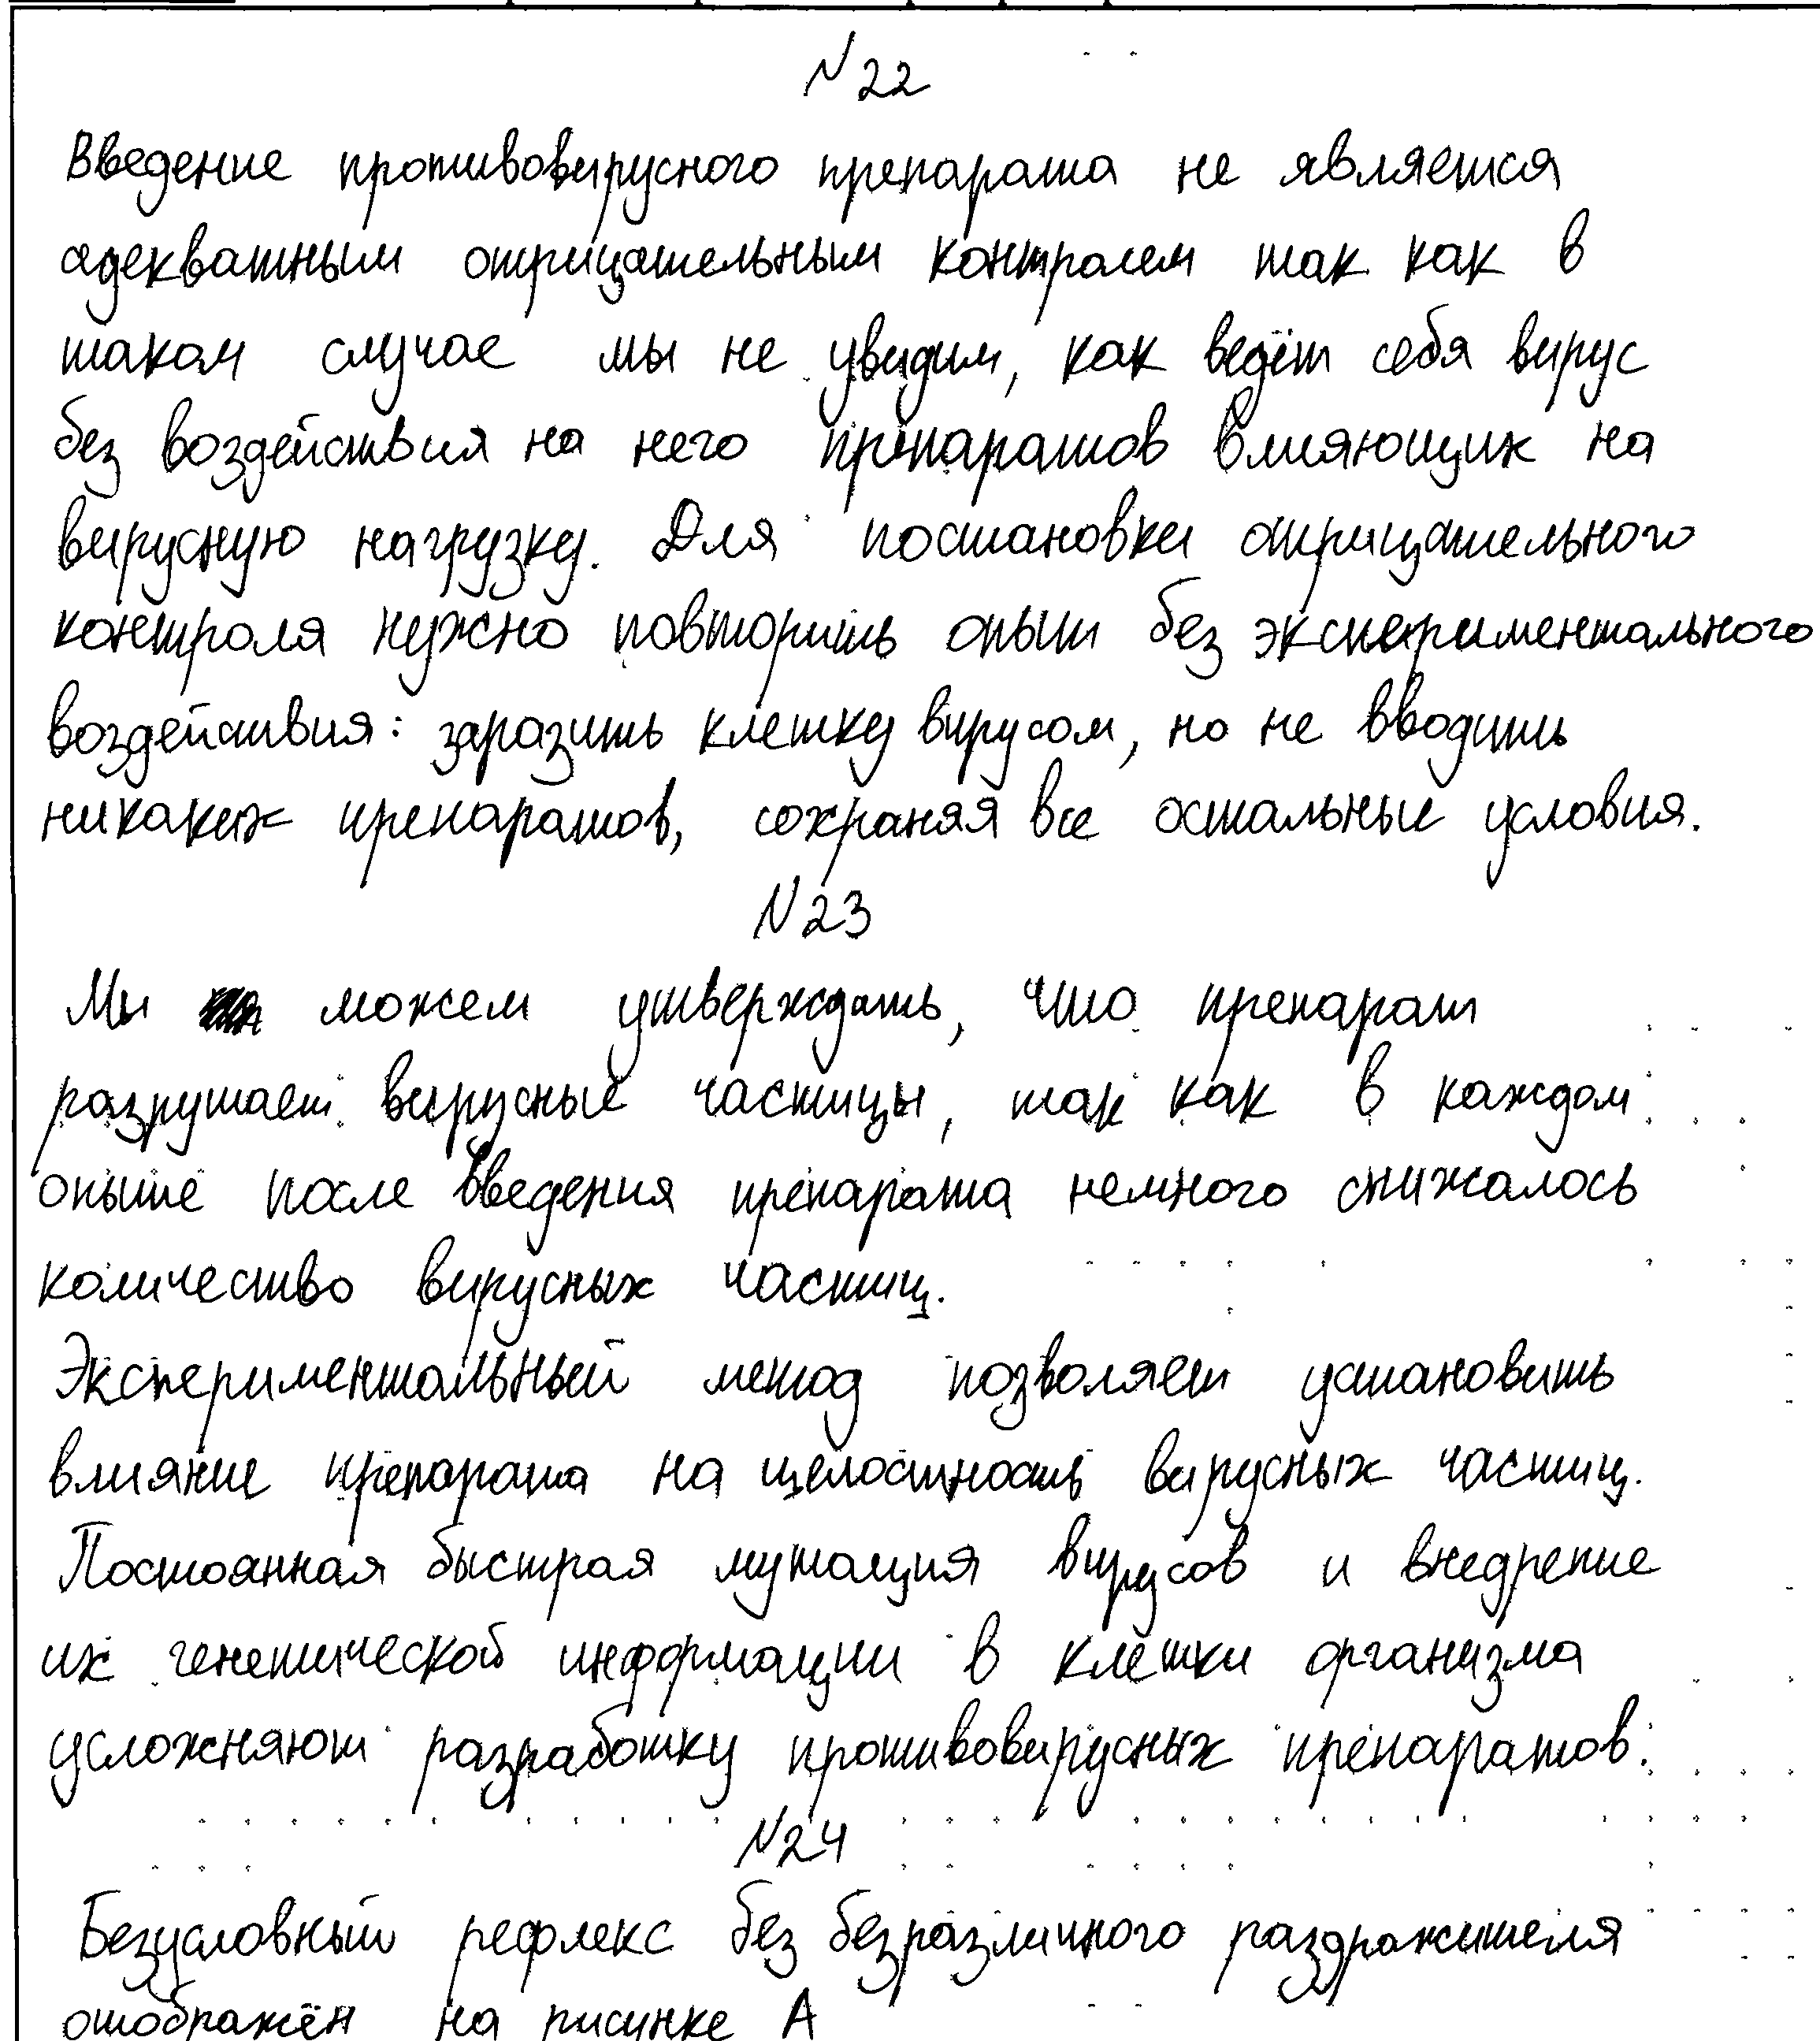 №22
Введение противовирусного препарата не является
адекватным отрицательным контролем так как в
таком случае мы не увидим, как ведёт себя вирус
без воздействия на него препаратов влияющих на
вирусную нагрузку. Для постановки отрицательного
контроля нужно повторить опыт без экспериментального
воздействия: заразить клетку вирусом, но не вводить
никаких препаратов, сохраняя все остальные условия.
№23
Мы можем утверждать, что препарат
разрушает вирусные частицы, так как в каждом
опыте после введения препарата немного снижалось
количество вирусных частиц.
Экспериментальный метод позволяет установить
влияние препарата на целостность вирусных частиц.
Постоянная быстрая мутация вирусов и внедрение
их генетической информации в клетки организма
усложняют разработку противовирусных препаратов.
№24
Безусловный рефлекс без безразличного раздражителя
отображён на рисунке А